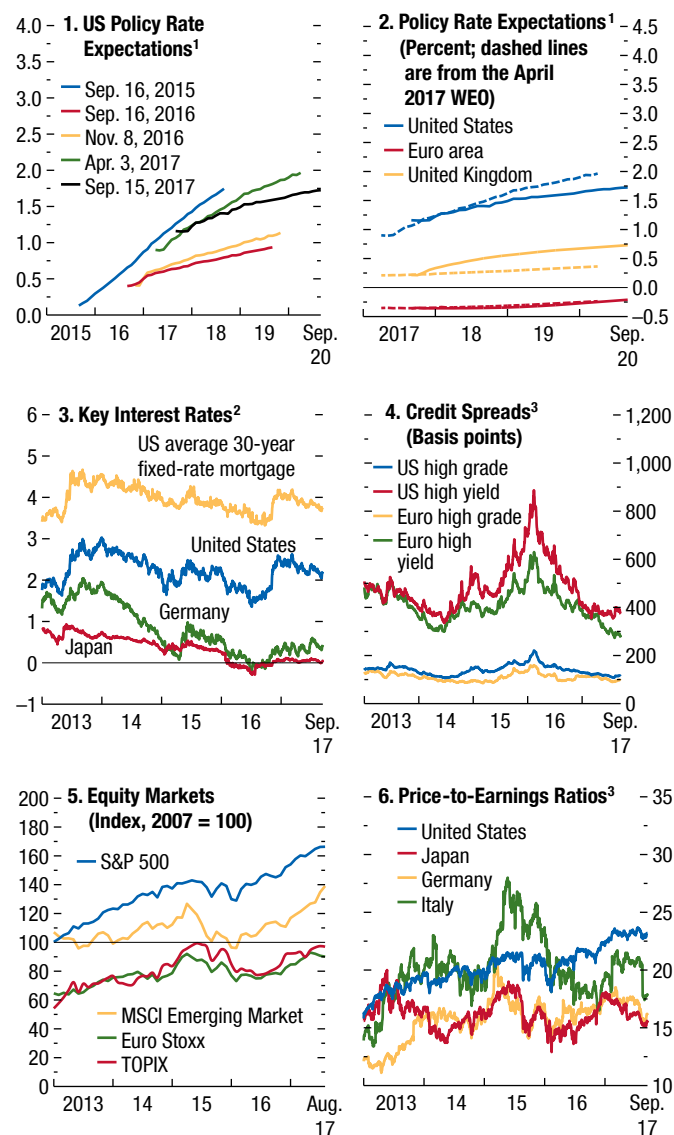 1. US Policy Rate
Expectations¹
Sep. 16, 2015
Sep. 16, 2016
Nov. 8, 2016
Apr. 3, 2017
Sep. 15, 2017
4.0
3.5
3.0
2.5
2.0
1.5
1.0
0.5
0.0
2015 16 17 18 19 Sep.
20
2. Policy Rate Expectations¹
(Percent; dashed lines
are from the April
2017 WEO)
United States
Euro area
United Kingdom
4.5
4.0
3.5
3.0
2.5
2.0
1.5
1.0
0.5
0.0
–0.5
2017 18 19 Sep.
20
3. Key Interest Rates²
US average 30-year
fixed-rate mortgage
United States
Germany
Japan
6
5
4
3
2
1
0
–1
2013 14 15 16 Sep.
17
4. Credit Spreads³
(Basis points)
US high grade
US high yield
Euro high grade
Euro high
yield
1,200
1,000
800
600
400
200
0
2013 14 15 16 Sep.
17
5. Equity Markets
(Index, 2007 = 100)
S&P 500
MSCI Emerging Market
Euro Stoxx
TOPIX
200
180
160
140
120
100
80
60
40
20
0
2013 14 15 16 Aug.
17
6. Price-to-Earnings Ratios³
United States
Japan
Germany
Italy
35
30
25
20
15
10
2013 14 15 16 Sep.
17